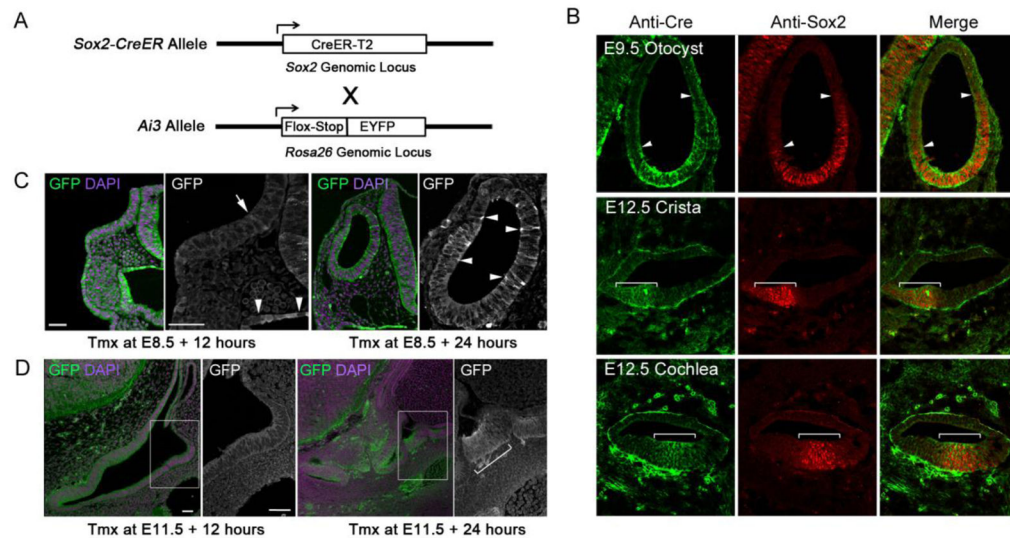 A
Sox2-CreER Allele
CreER-T2
Sox2 Genomic Locus
X
Ai3 Allele
Flox-Stop EYFP
Rosa26 Genomic Locus
B
Anti-Cre Anti-Sox2 Merge
E9.5 Otocyst
E12.5 Crista
E12.5 Cochlea
C
GFP DAPI GFP GFP DAPI GFP
Tmx at E8.5 + 12 hours Tmx at E8.5 + 24 hours
D
GFP DAPI GFP GFP DAPI GFP
Tmx at E11.5 + 12 hours Tmx at E11.5 + 24 hours